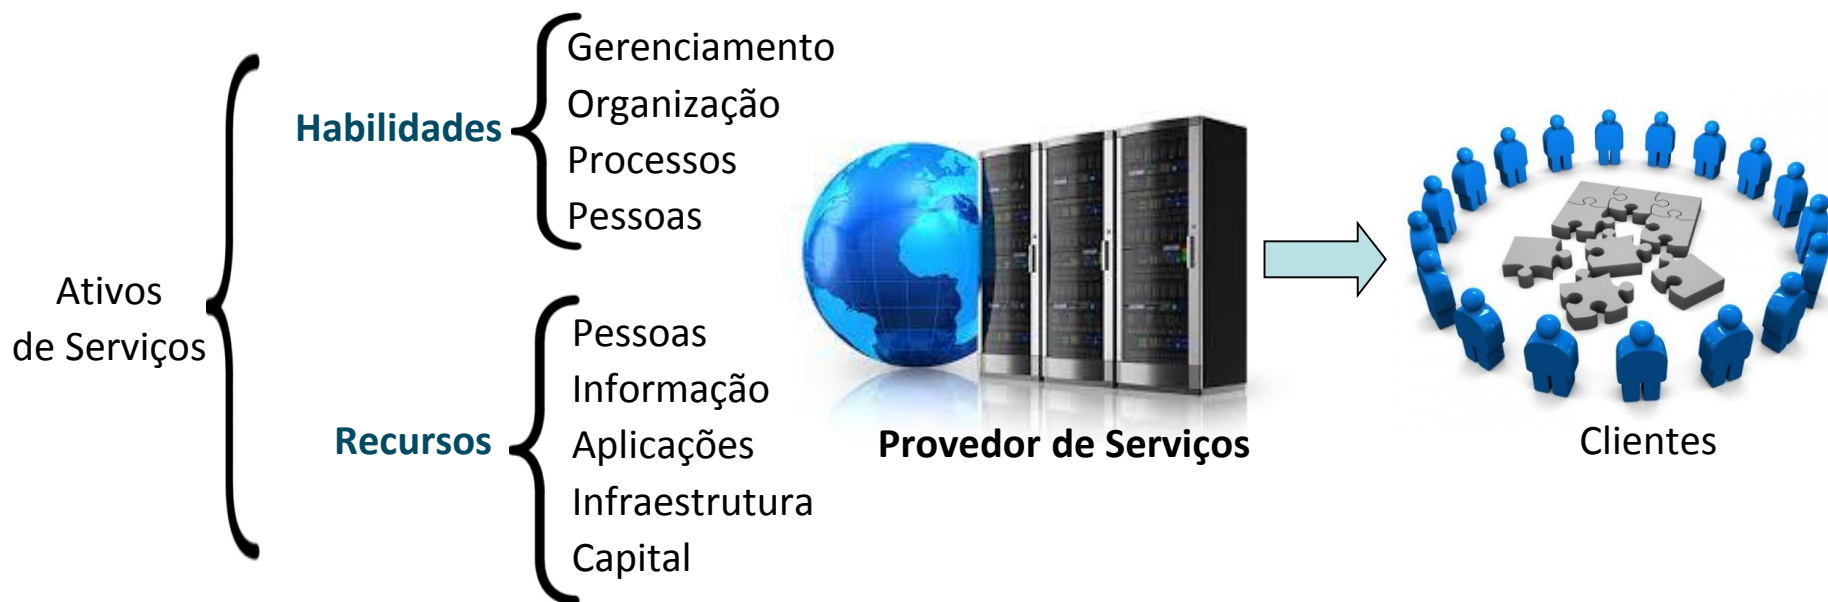 Ativos
de Serviços
Habilidades
Gerenciamento
Organização
Processos
Pessoas
Recursos
Pessoas
Informação
Aplicações
Infraestrutura
Capital
Provedor de Serviços
Clientes